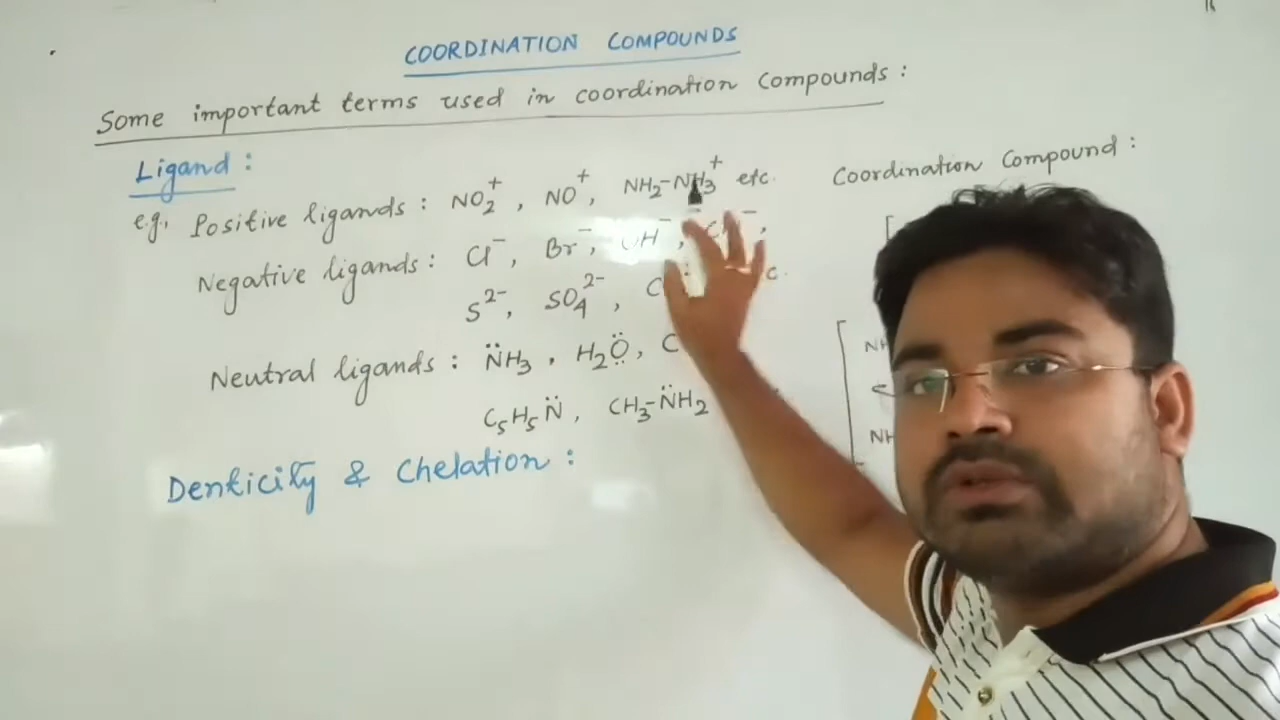 COORDINATION COMPOUNDS
Some important terms used in coordination compounds :
Ligand :
e.g. Positive ligands : NO₂⁺ , NO⁺ , NH₂-NH₃⁺ etc.
Coordination Compound :
Negative ligands : Cl⁻ , Br⁻ , OH⁻ ,
S²⁻ , SO₄²⁻ ,
Neutral ligands : N̈H₃ , H₂Ö ,
C₅H₅N̈ , CH₃-N̈H₂
Denticity & Chelation :